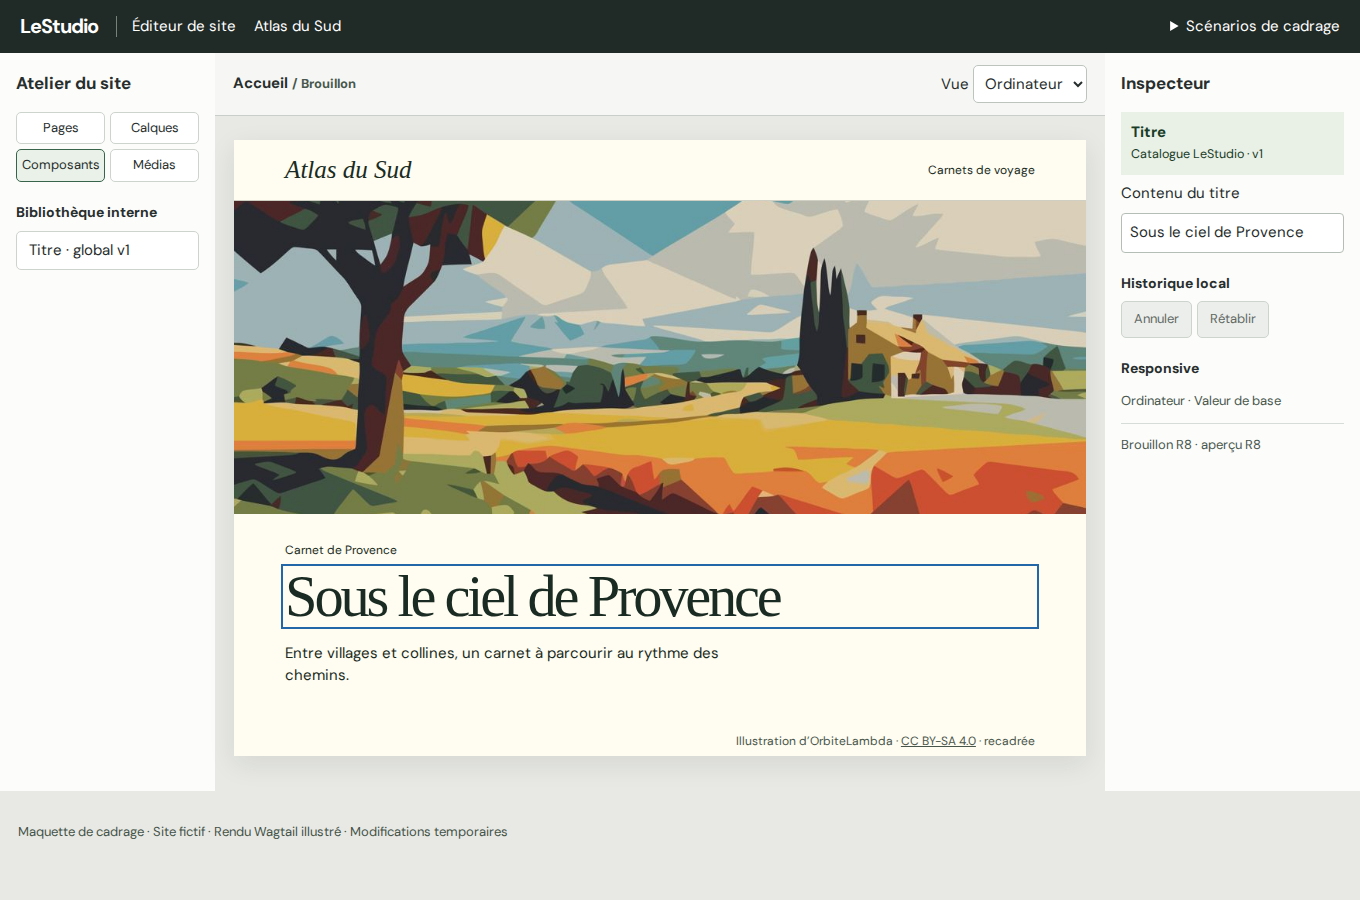 LeStudio Éditeur de site Atlas du Sud ▶ Scénarios de cadrage
Atelier du site
Pages Calques
Composants Médias
Bibliothèque interne
Titre · global v1
Accueil / Brouillon Vue Ordinateur
Atlas du Sud Carnets de voyage
Carnet de Provence
Sous le ciel de Provence
Entre villages et collines, un carnet à parcourir au rythme des
chemins.
Illustration d’OrbiteLambda · CC BY-SA 4.0 · recadrée
Inspecteur
Titre
Catalogue LeStudio · v1
Contenu du titre
Sous le ciel de Provence
Historique local
Annuler Rétablir
Responsive
Ordinateur · Valeur de base
Brouillon R8 · aperçu R8
Maquette de cadrage · Site fictif · Rendu Wagtail illustré · Modifications temporaires